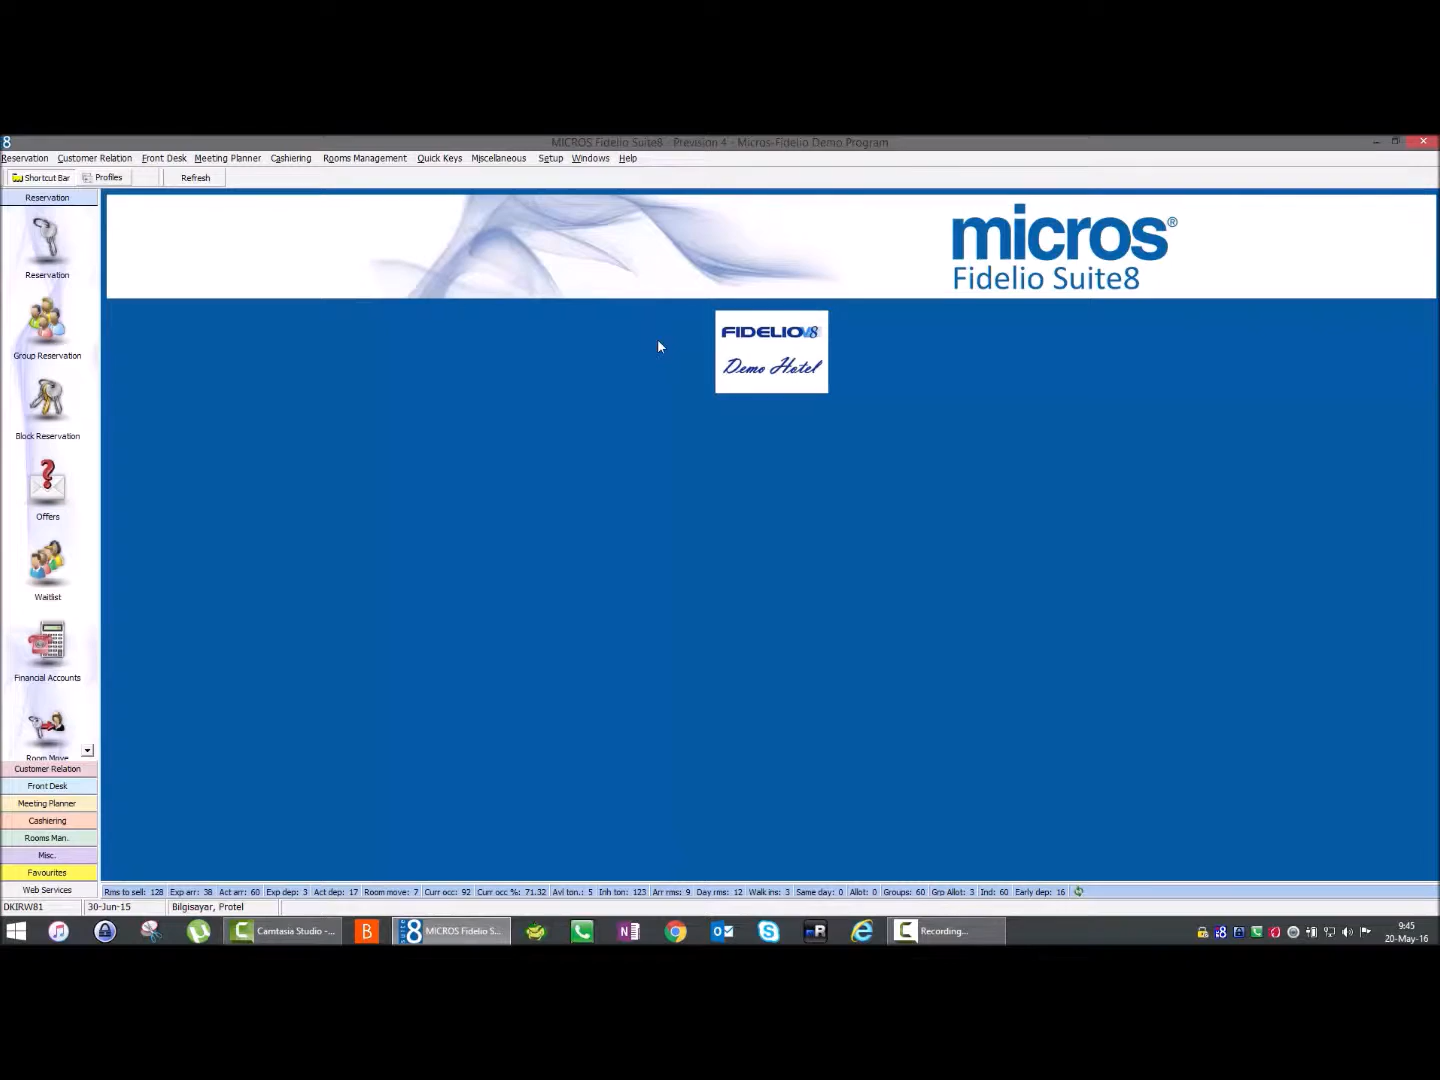 MICROS Fidelio Suite8 - Prevision 4 - Micros-Fidelio Demo Program
Reservation Customer Relation Front Desk Meeting Planner Cashiering Rooms Management Quick Keys Miscellaneous Setup Windows Help
Shortcut Bar Profiles Refresh
Reservation
Reservation
Group Reservation
Block Reservation
Offers
Waitlist
Financial Accounts
Room Move
Customer Relation
Front Desk
Meeting Planner
Cashiering
Rooms Man.
Misc.
Favourites
Web Services
micros®
Fidelio Suite8
FIDELIO V8
Demo Hotel
Rms to sell: 128 Exp arr: 38 Act arr: 60 Exp dep: 3 Act dep: 17 Room move: 7 Curr occ: 92 Curr occ %: 71.32 Avl ton.: 5 Inh ton: 123 Arr rms: 9 Day rms: 12 Walk ins: 3 Same day: 0 Allot: 0 Groups: 60 Grp Allot: 3 Ind: 60 Early dep: 16
DKIRW81 30-Jun-15 Bilgisayar, Protel
Camtasia Studio -... MICROS Fidelio S... Recording...
9:45
20-May-16